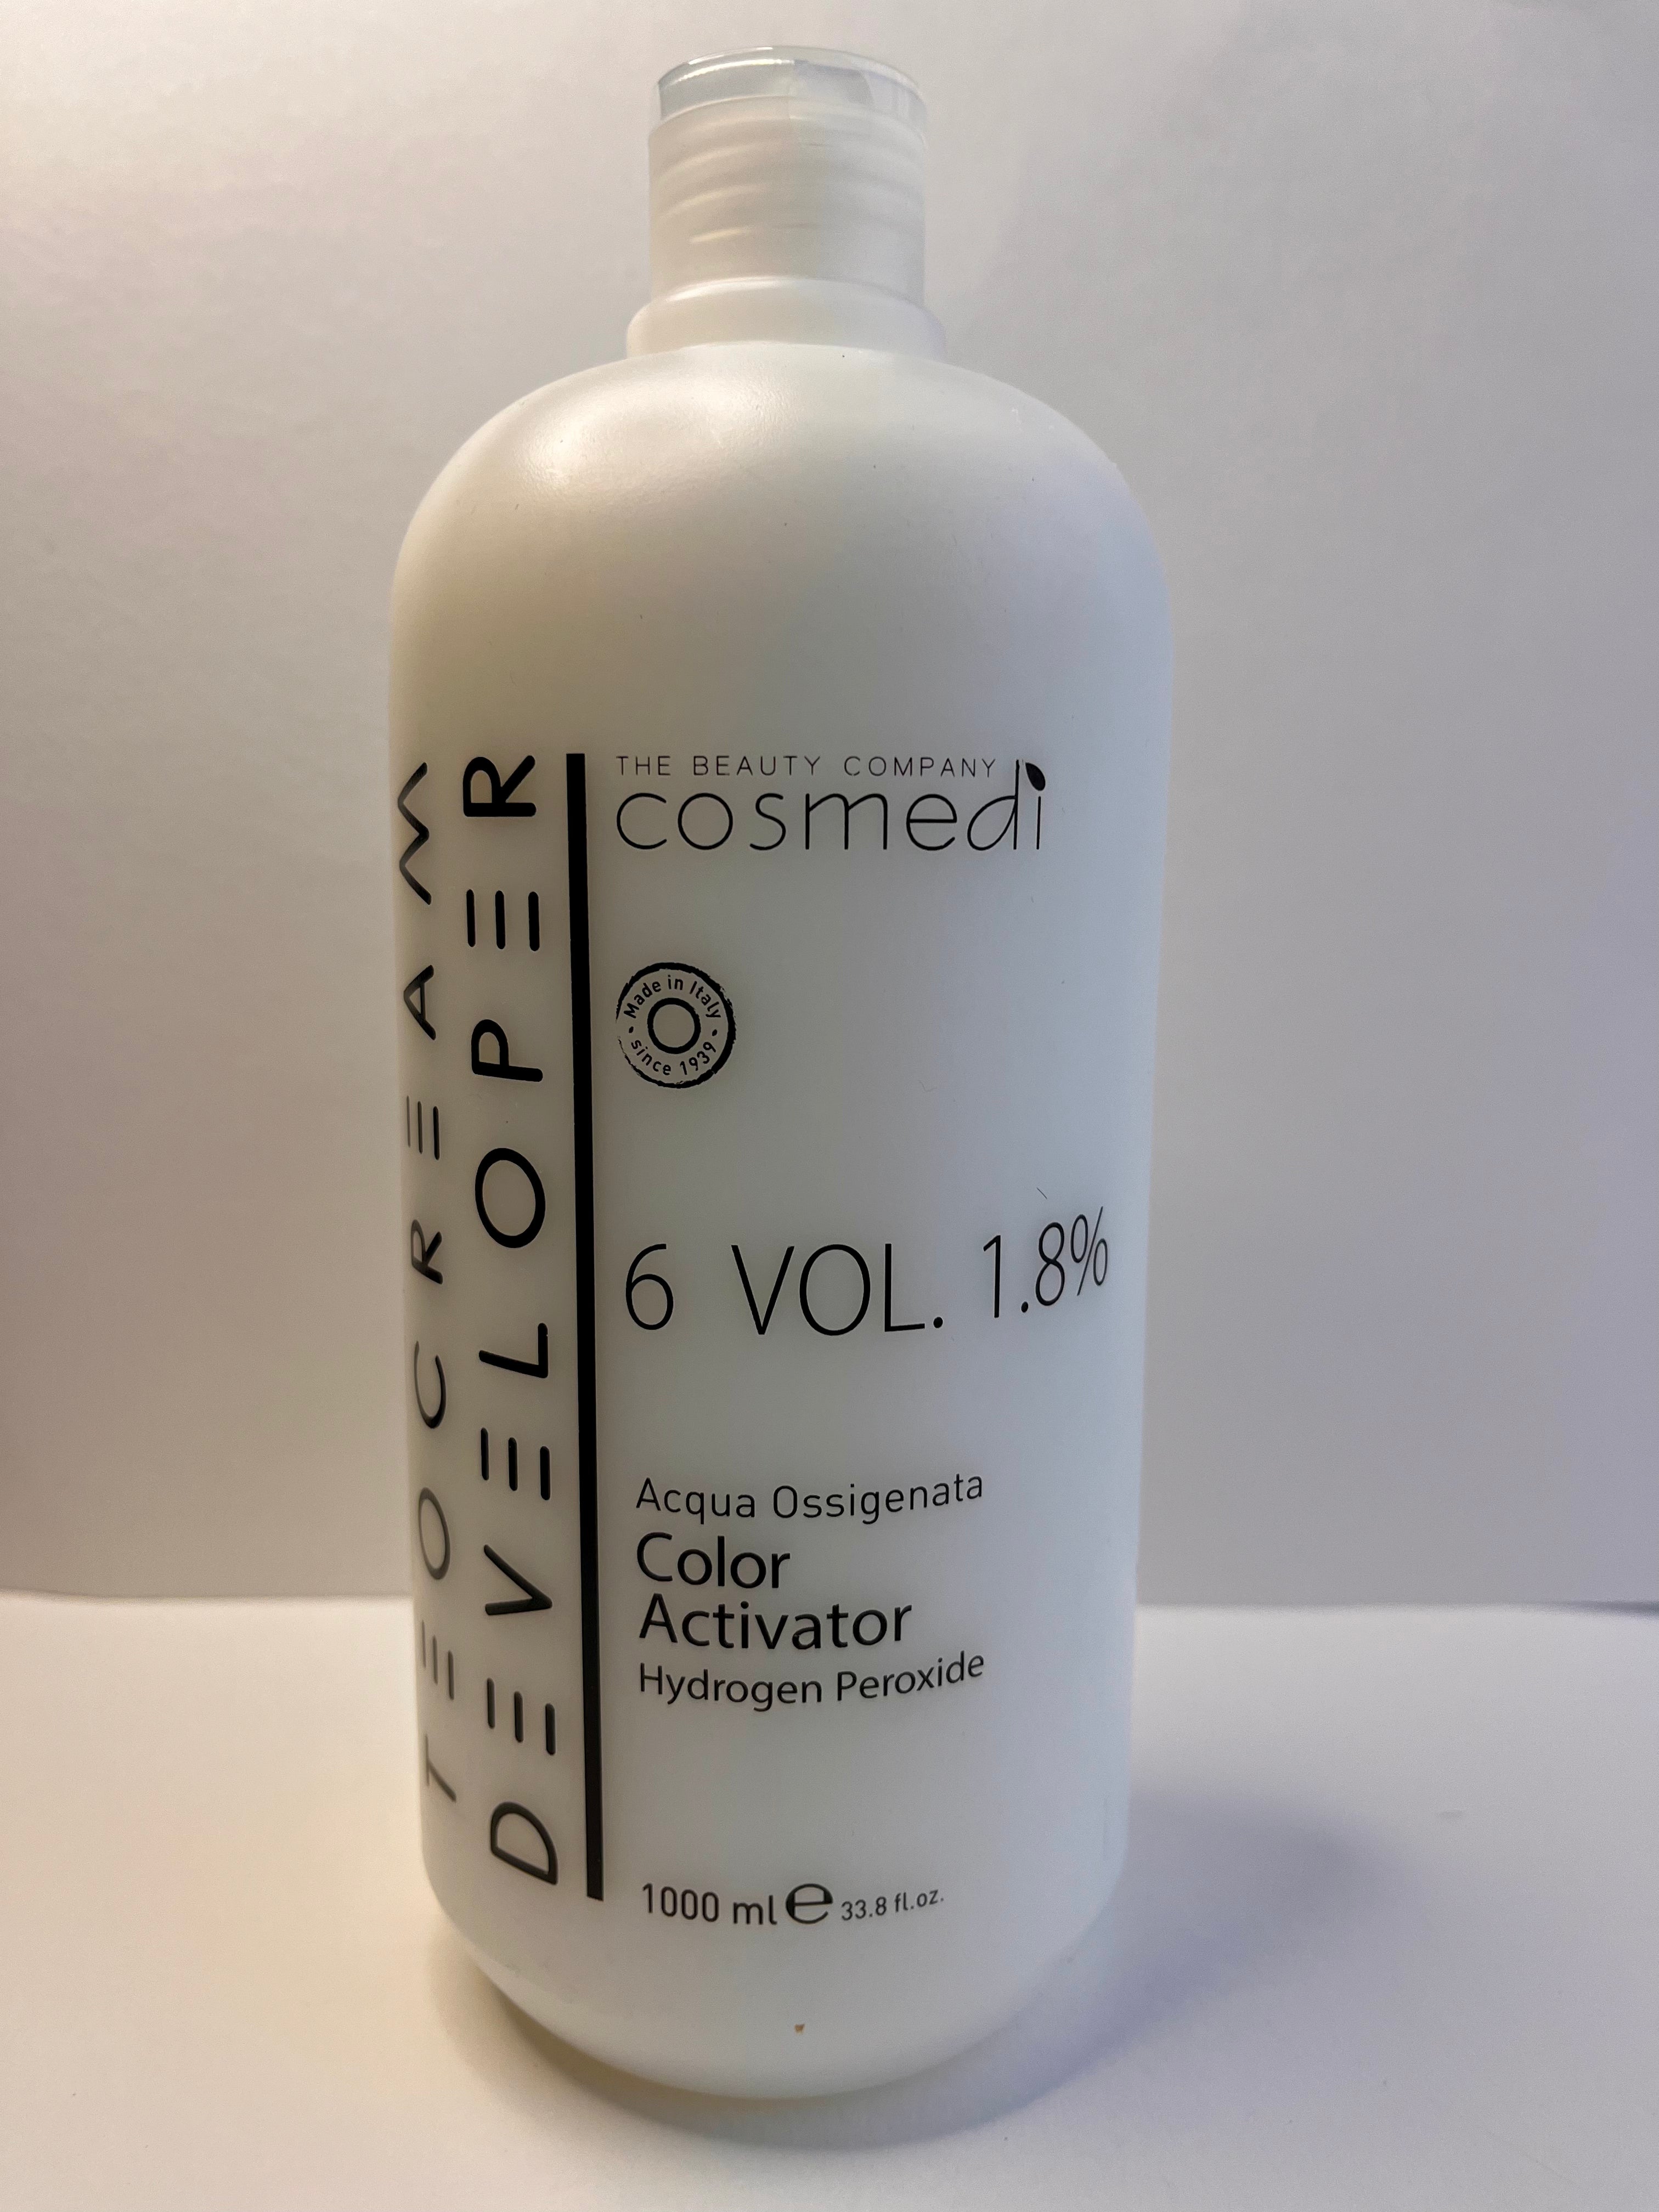 TEOCREAM
DEVELOPER
THE BEAUTY COMPANY
cosmedi
Made in Italy
since 1939
6 VOL. 1.8%
Acqua Ossigenata
Color
Activator
Hydrogen Peroxide
1000 ml e 33.8 fl.oz.